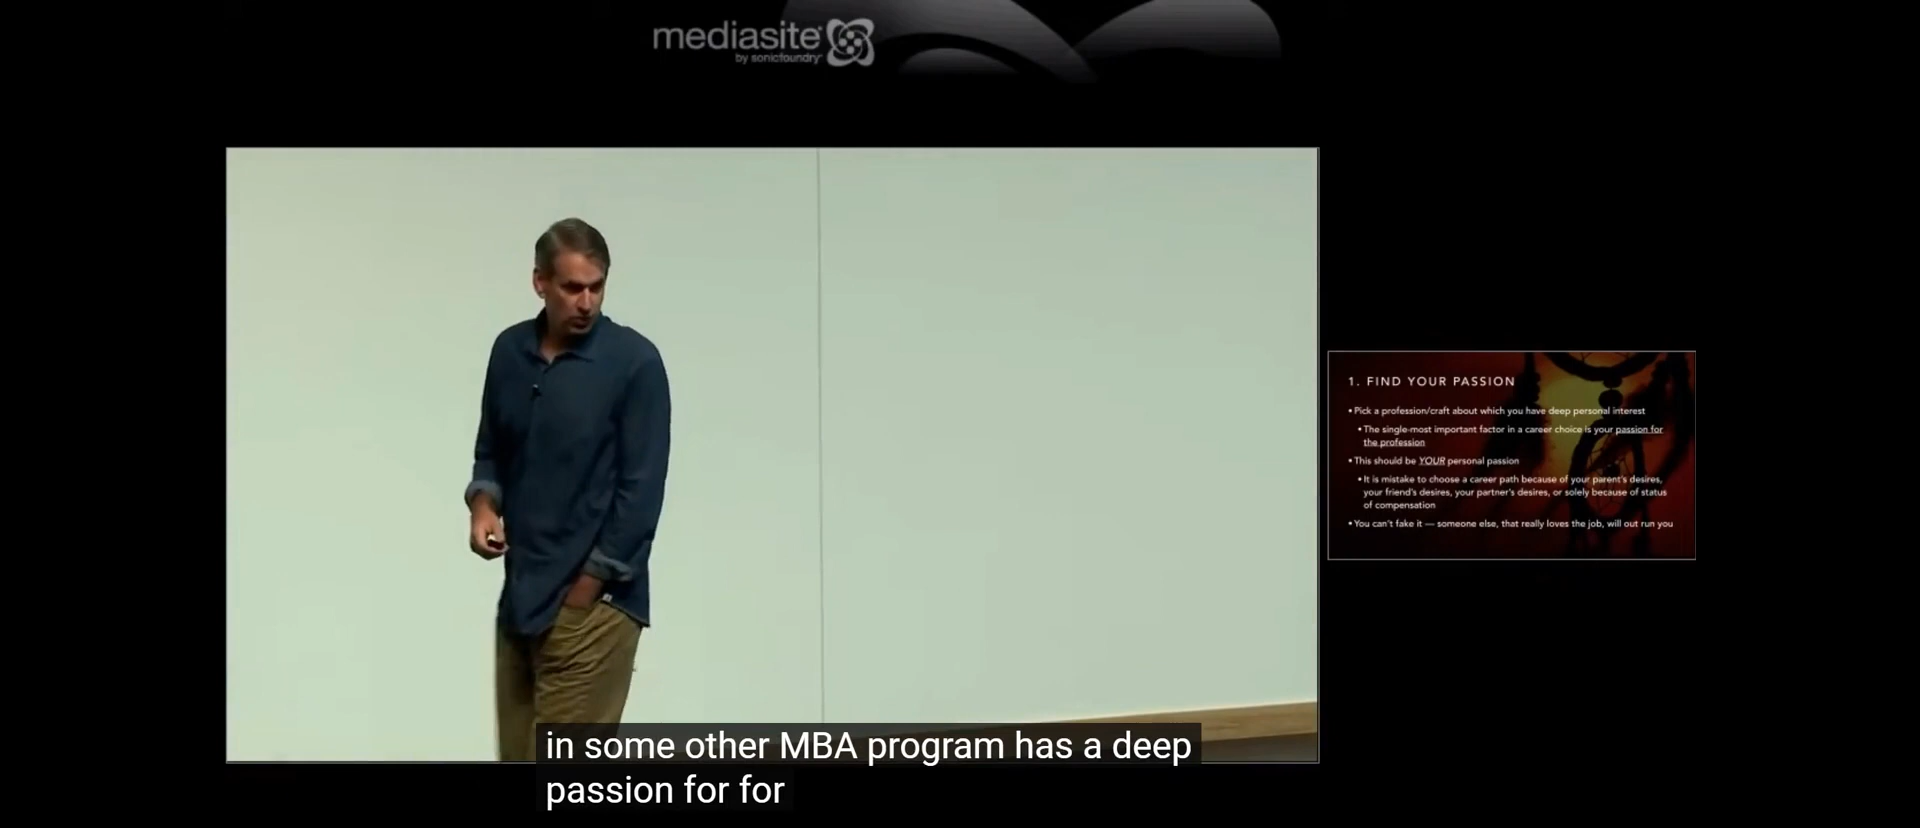 mediasite
by sonicfoundry
1. FIND YOUR PASSION
• Pick a profession/craft about which you have deep personal interest
• The single-most important factor in a career choice is your passion for
the profession
• This should be YOUR personal passion
• It is mistake to choose a career path because of your parent's desires,
your friend's desires, your partner's desires, or solely because of status
of compensation
• You can't fake it — someone else, that really loves the job, will out run you
in some other MBA program has a deep
passion for for